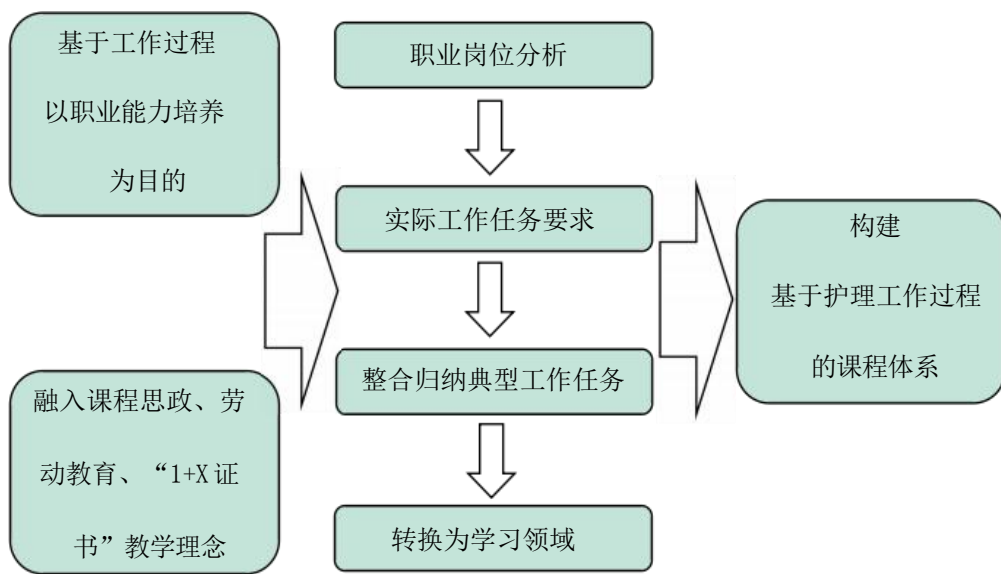 基于工作过程
以职业能力培养
为目的
融入课程思政、劳
动教育、“1+X 证
书”教学理念
职业岗位分析
实际工作任务要求
整合归纳典型工作任务
转换为学习领域
构建
基于护理工作过程
的课程体系